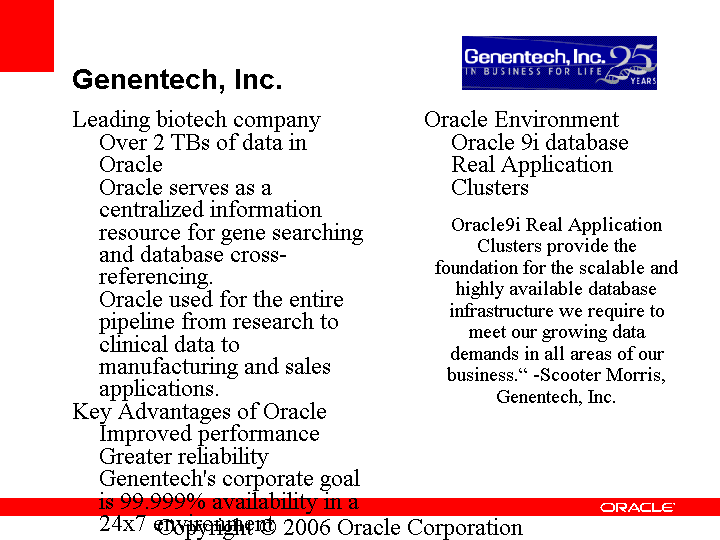 Genentech, Inc.
Genentech, Inc.
IN BUSINESS FOR LIFE
25
YEARS
Leading biotech company
Over 2 TBs of data in
Oracle
Oracle serves as a
centralized information
resource for gene searching
and database cross-
referencing.
Oracle used for the entire
pipeline from research to
clinical data to
manufacturing and sales
applications.
Key Advantages of Oracle
Improved performance
Greater reliability
Genentech's corporate goal
is 99.999% availability in a
24x7 environment
Oracle Environment
Oracle 9i database
Real Application
Clusters
Oracle9i Real Application
Clusters provide the
foundation for the scalable and
highly available database
infrastructure we require to
meet our growing data
demands in all areas of our
business.“ -Scooter Morris,
Genentech, Inc.
ORACLE
Copyright © 2006 Oracle Corporation